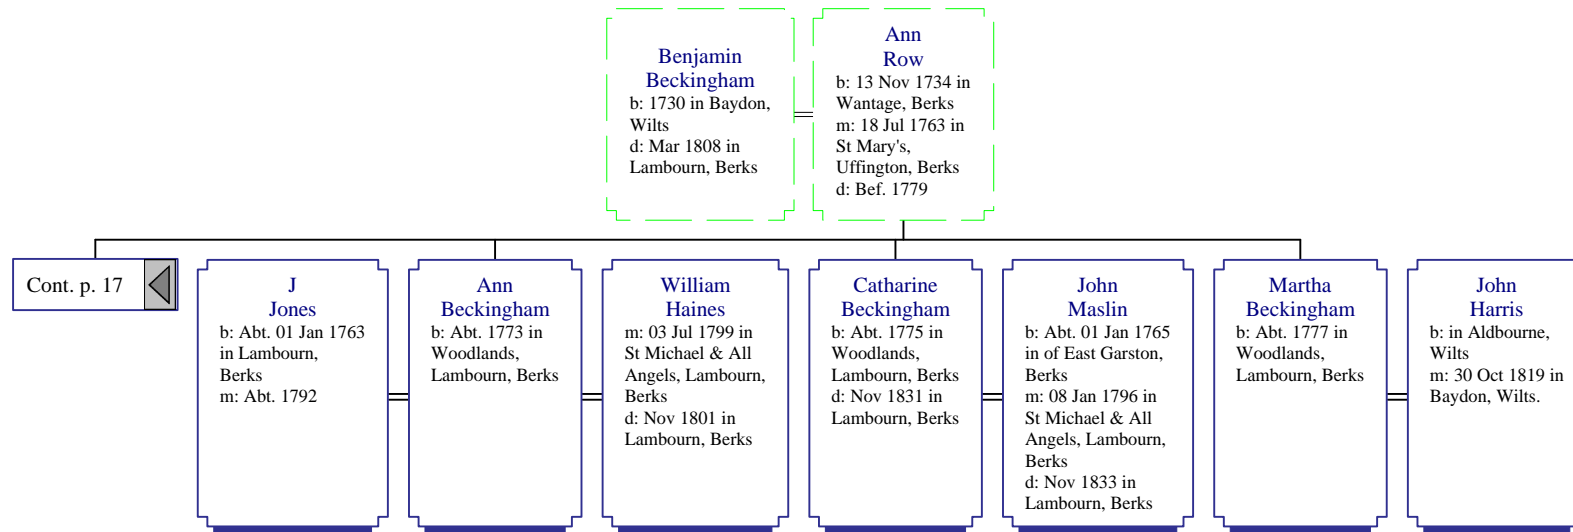 Benjamin
Beckingham
b: 1730 in Baydon,
Wilts
d: Mar 1808 in
Lambourn, Berks
Ann
Row
b: 13 Nov 1734 in
Wantage, Berks
m: 18 Jul 1763 in
St Mary's,
Uffington, Berks
d: Bef. 1779
Cont. p. 17
J
Jones
b: Abt. 01 Jan 1763
in Lambourn,
Berks
m: Abt. 1792
Ann
Beckingham
b: Abt. 1773 in
Woodlands,
Lambourn, Berks
William
Haines
m: 03 Jul 1799 in
St Michael & All
Angels, Lambourn,
Berks
d: Nov 1801 in
Lambourn, Berks
Catharine
Beckingham
b: Abt. 1775 in
Woodlands,
Lambourn, Berks
d: Nov 1831 in
Lambourn, Berks
John
Maslin
b: Abt. 01 Jan 1765
in of East Garston,
Berks
m: 08 Jan 1796 in
St Michael & All
Angels, Lambourn,
Berks
d: Nov 1833 in
Lambourn, Berks
Martha
Beckingham
b: Abt. 1777 in
Woodlands,
Lambourn, Berks
John
Harris
b: in Aldbourne,
Wilts
m: 30 Oct 1819 in
Baydon, Wilts.